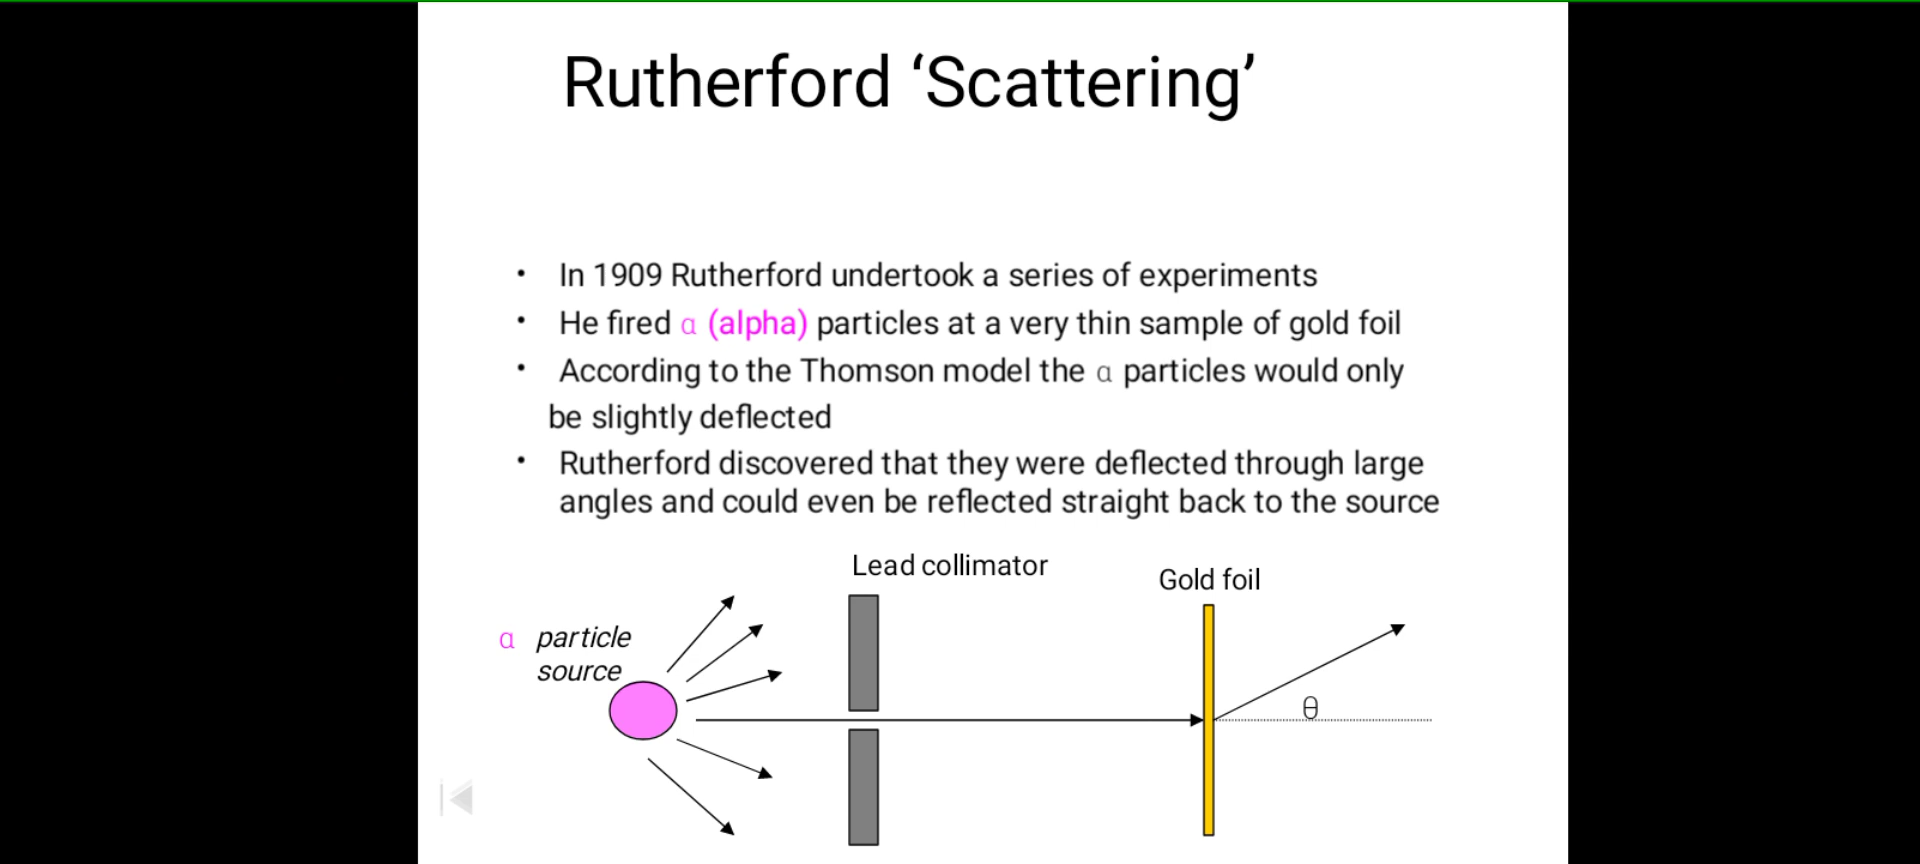 Rutherford ‘Scattering’
• In 1909 Rutherford undertook a series of experiments
• He fired α (alpha) particles at a very thin sample of gold foil
• According to the Thomson model the α particles would only
be slightly deflected
• Rutherford discovered that they were deflected through large
angles and could even be reflected straight back to the source
Lead collimator
Gold foil
α particle
source
θ